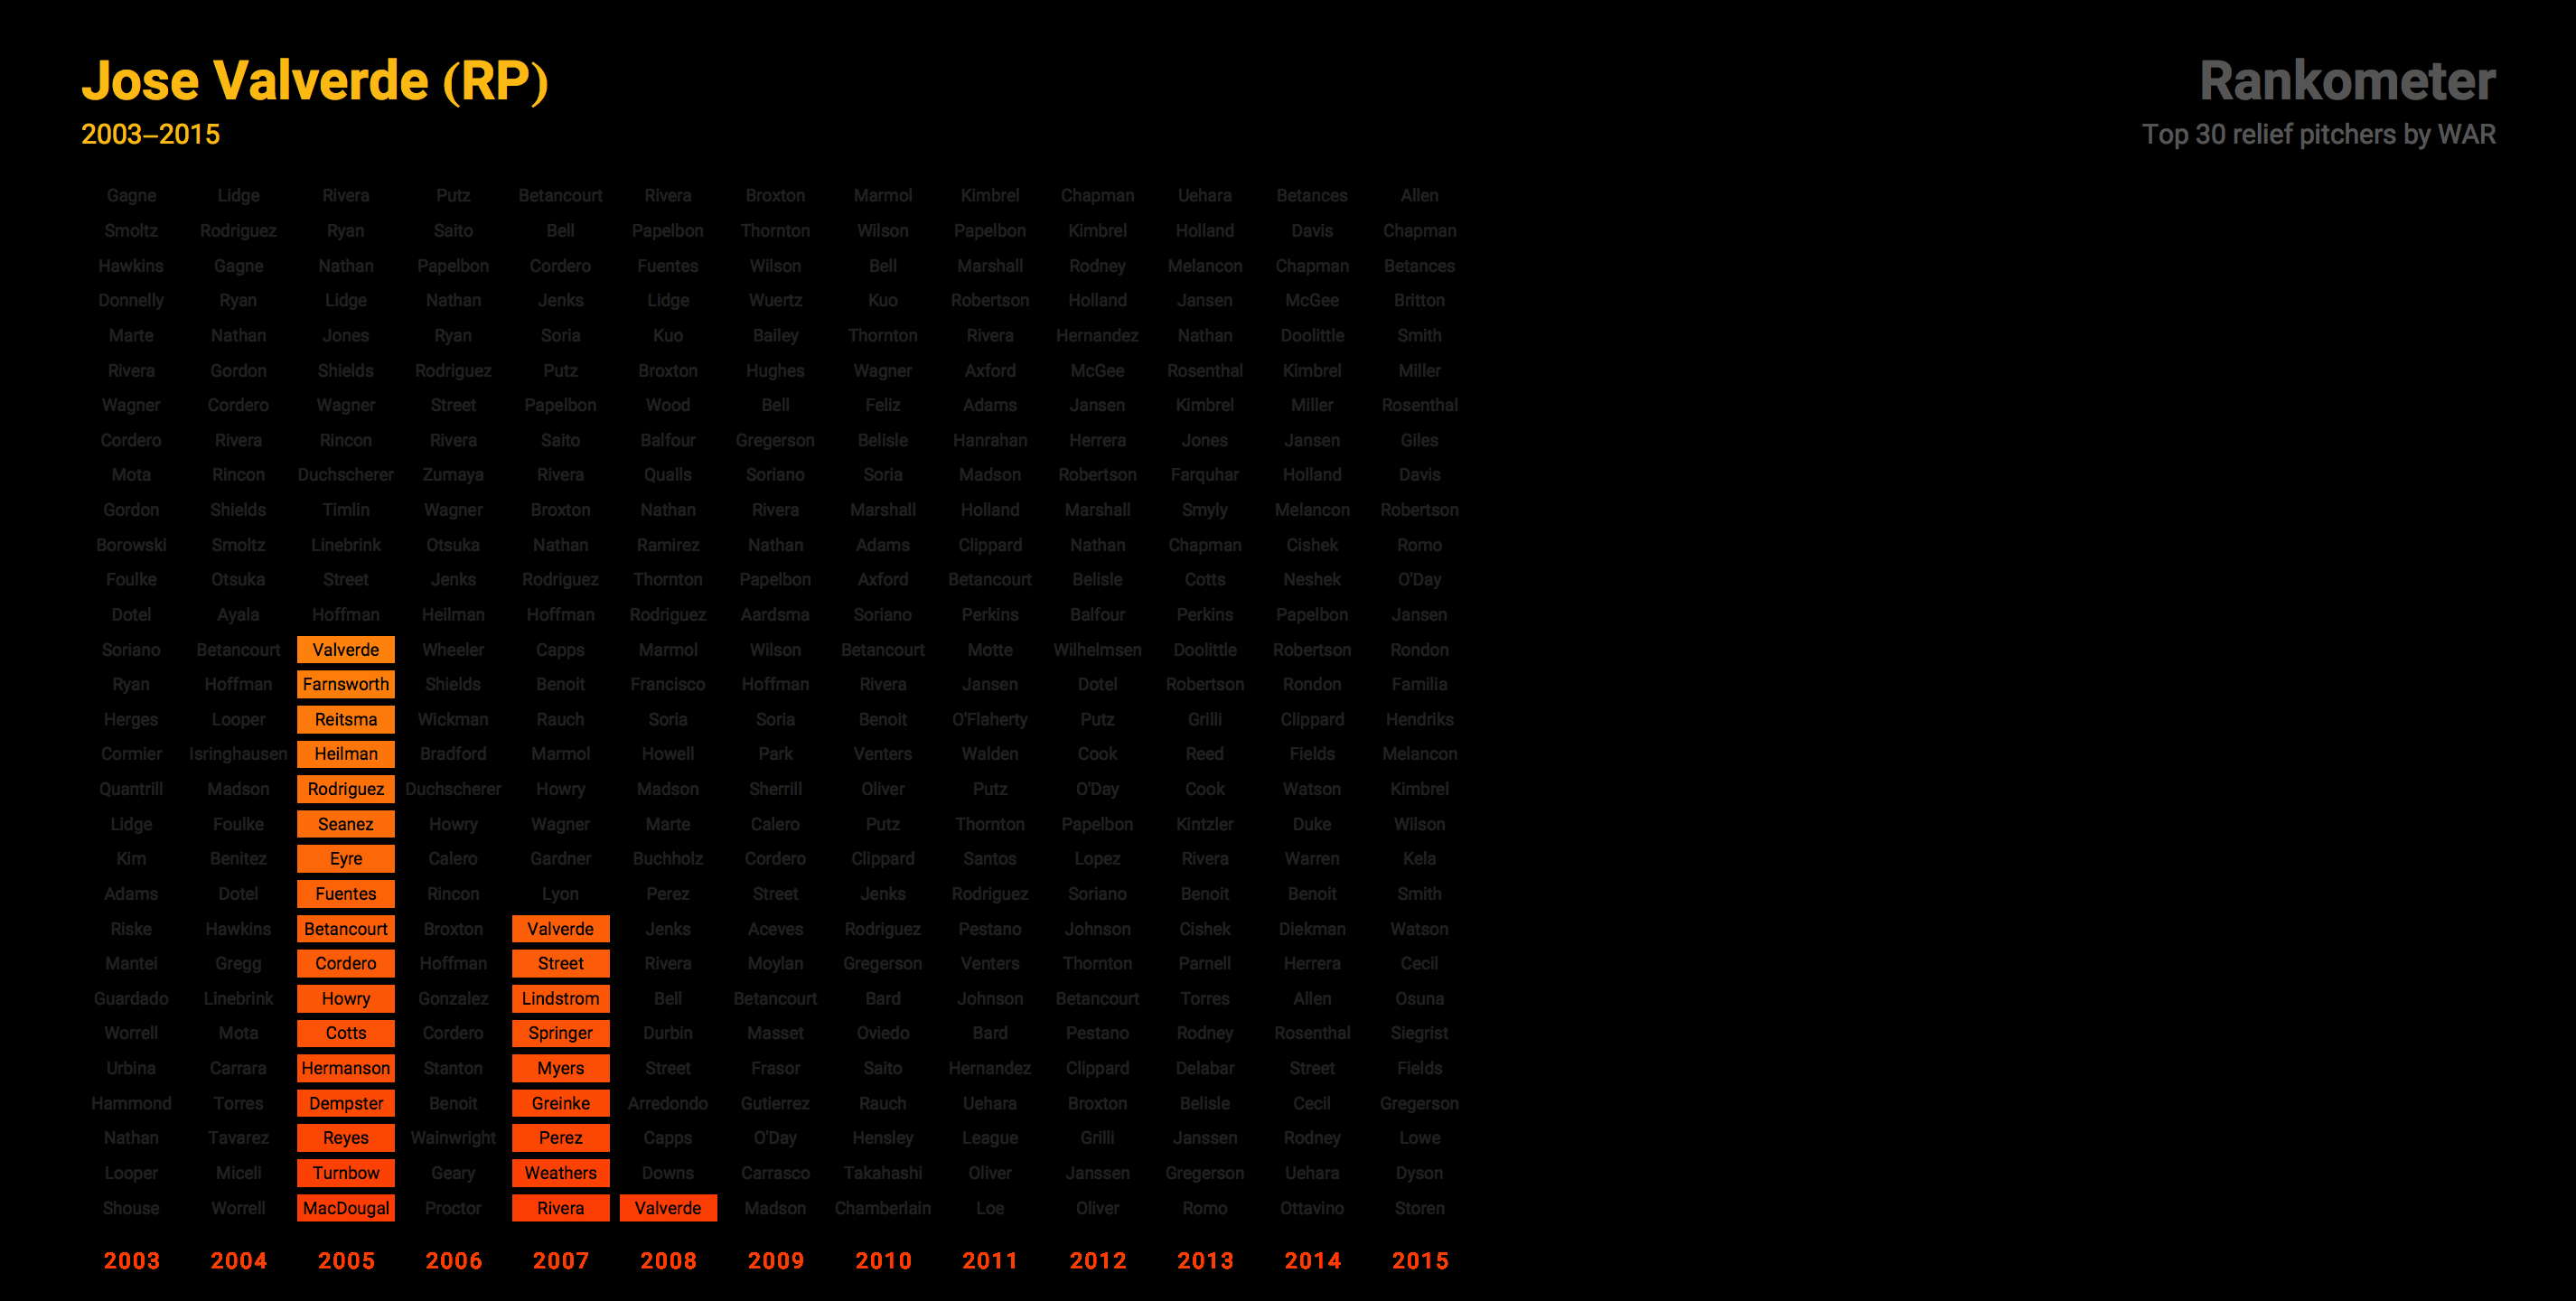 Jose Valverde (RP)
2003–2015
Rankometer
Top 30 relief pitchers by WAR
Gagne Lidge Rivera Putz Betancourt Rivera Broxton Marmol Kimbrel Chapman Uehara Betances Allen
Smoltz Rodriguez Ryan Saito Bell Papelbon Thornton Wilson Papelbon Kimbrel Holland Davis Chapman
Hawkins Gagne Nathan Papelbon Cordero Fuentes Wilson Bell Marshall Rodney Melancon Chapman Betances
Donnelly Ryan Lidge Nathan Jenks Lidge Wuertz Kuo Robertson Holland Jansen McGee Britton
Marte Nathan Jones Ryan Soria Kuo Bailey Thornton Rivera Hernandez Nathan Doolittle Smith
Rivera Gordon Shields Rodriguez Putz Broxton Hughes Wagner Axford McGee Rosenthal Kimbrel Miller
Wagner Cordero Wagner Street Papelbon Wood Bell Feliz Adams Jansen Kimbrel Miller Rosenthal
Cordero Rivera Rincon Rivera Saito Balfour Gregerson Belisle Hanrahan Herrera Jones Jansen Giles
Mota Rincon Duchscherer Zumaya Rivera Qualls Soriano Soria Madson Robertson Farquhar Holland Davis
Gordon Shields Timlin Wagner Broxton Nathan Rivera Marshall Holland Marshall Smyly Melancon Robertson
Borowski Smoltz Linebrink Otsuka Nathan Ramirez Nathan Adams Clippard Nathan Chapman Cishek Romo
Foulke Otsuka Street Jenks Rodriguez Thornton Papelbon Axford Betancourt Belisle Cotts Neshek O'Day
Dotel Ayala Hoffman Heilman Hoffman Rodriguez Aardsma Soriano Perkins Balfour Perkins Papelbon Jansen
Soriano Betancourt Valverde Wheeler Capps Marmol Wilson Betancourt Motte Wilhelmsen Doolittle Robertson Rondon
Ryan Hoffman Farnsworth Shields Benoit Francisco Hoffman Rivera Jansen Dotel Robertson Rondon Familia
Herges Looper Reitsma Wickman Rauch Soria Soria Benoit O'Flaherty Putz Grilli Clippard Hendriks
Cormier Isringhausen Heilman Bradford Marmol Howell Park Venters Walden Cook Reed Fields Melancon
Quantrill Madson Rodriguez Duchscherer Howry Madson Sherrill Oliver Putz O'Day Cook Watson Kimbrel
Lidge Foulke Seanez Howry Wagner Marte Calero Putz Thornton Papelbon Kintzler Duke Wilson
Kim Benitez Eyre Calero Gardner Buchholz Cordero Clippard Santos Lopez Rivera Warren Kela
Adams Dotel Fuentes Rincon Lyon Perez Street Jenks Rodriguez Soriano Benoit Benoit Smith
Riske Hawkins Betancourt Broxton Valverde Jenks Aceves Rodriguez Pestano Johnson Cishek Diekman Watson
Mantei Gregg Cordero Hoffman Street Rivera Moylan Gregerson Venters Thornton Parnell Herrera Cecil
Guardado Linebrink Howry Gonzalez Lindstrom Bell Betancourt Bard Johnson Betancourt Torres Allen Osuna
Worrell Mota Cotts Cordero Springer Durbin Masset Oviedo Bard Pestano Rodney Rosenthal Siegrist
Urbina Carrara Hermanson Stanton Myers Street Frasor Saito Hernandez Clippard Delabar Street Fields
Hammond Torres Dempster Benoit Greinke Arredondo Gutierrez Rauch Uehara Broxton Belisle Cecil Gregerson
Nathan Tavarez Reyes Wainwright Perez Capps O'Day Hensley League Grilli Janssen Rodney Lowe
Looper Miceli Turnbow Geary Weathers Downs Carrasco Takahashi Oliver Janssen Gregerson Uehara Dyson
Shouse Worrell MacDougal Proctor Rivera Valverde Madson Chamberlain Loe Oliver Romo Ottavino Storen
2003 2004 2005 2006 2007 2008 2009 2010 2011 2012 2013 2014 2015